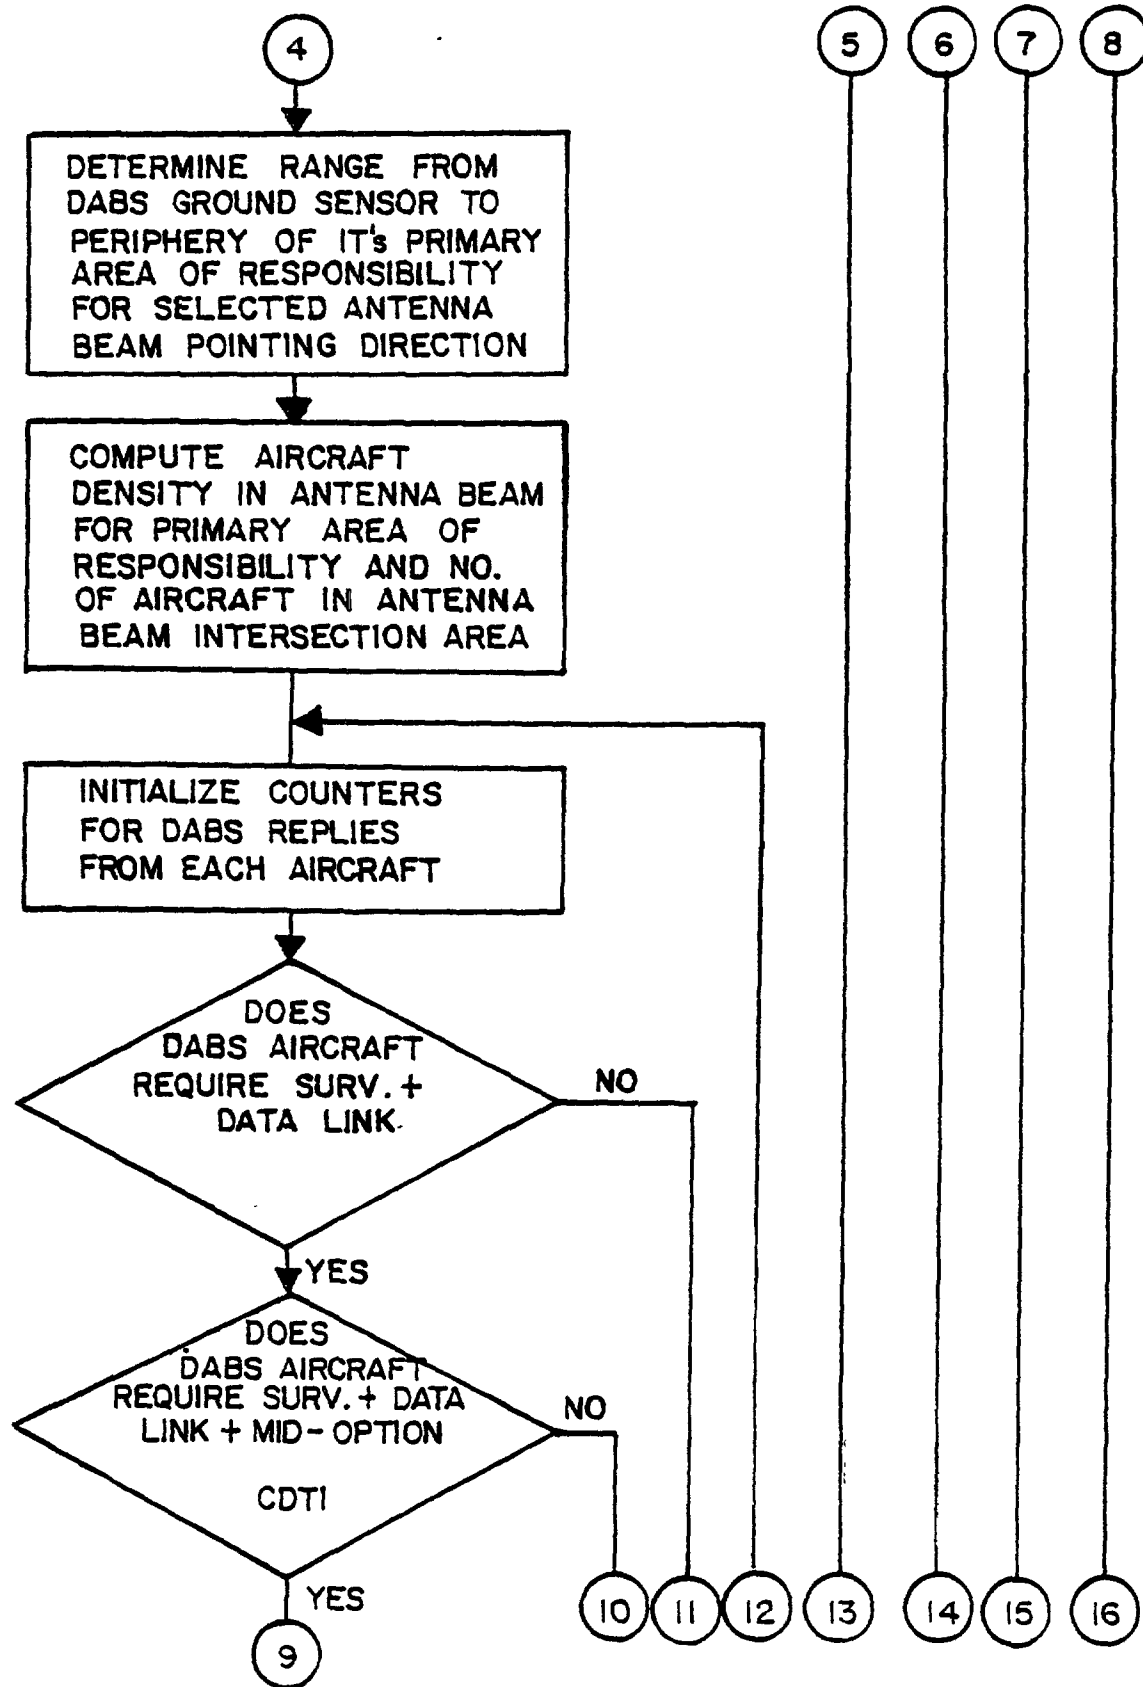 4
5
6
7
8
DETERMINE RANGE FROM
DABS GROUND SENSOR TO
PERIPHERY OF IT's PRIMARY
AREA OF RESPONSIBILITY
FOR SELECTED ANTENNA
BEAM POINTING DIRECTION
COMPUTE AIRCRAFT
DENSITY IN ANTENNA BEAM
FOR PRIMARY AREA OF
RESPONSIBILITY AND NO.
OF AIRCRAFT IN ANTENNA
BEAM INTERSECTION AREA
INITIALIZE COUNTERS
FOR DABS REPLIES
FROM EACH AIRCRAFT
DOES
DABS AIRCRAFT
REQUIRE SURV. +
DATA LINK
NO
YES
DOES
DABS AIRCRAFT
REQUIRE SURV. + DATA
LINK + MID-OPTION
CDTI
NO
YES
9
10
11
12
13
14
15
16